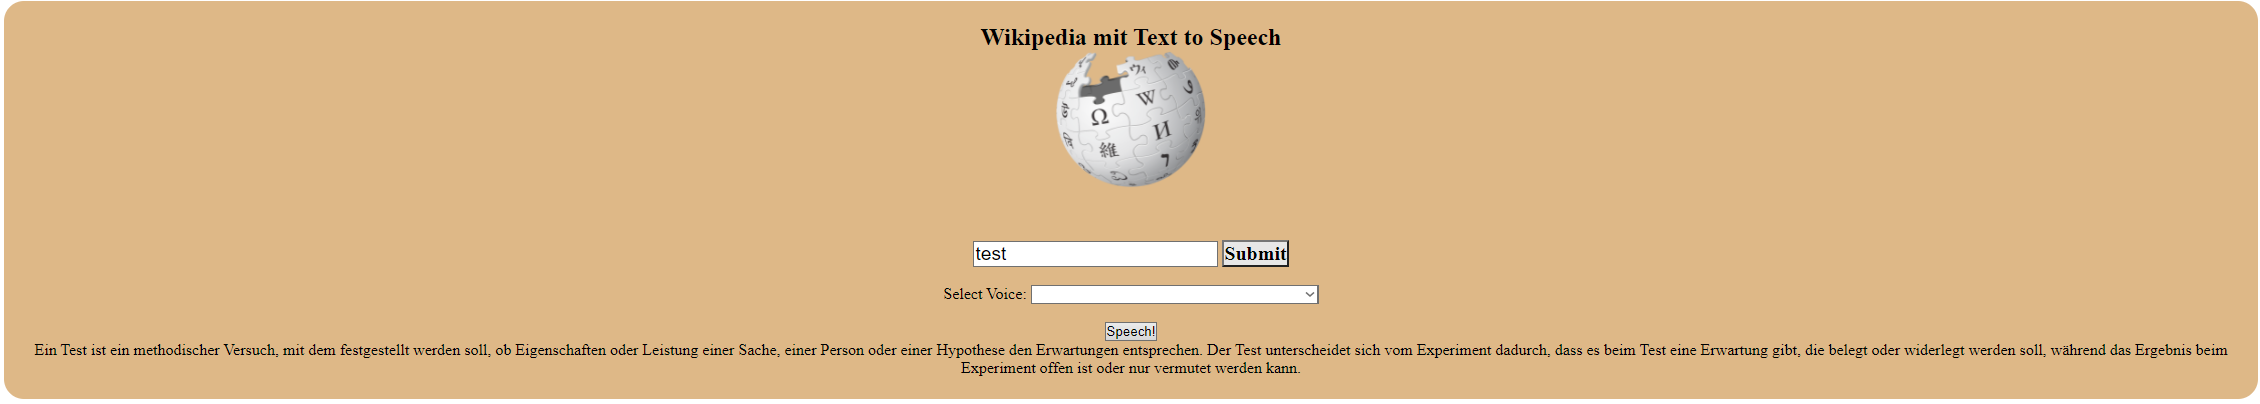 Wikipedia mit Text to Speech
Ω W И 維 ウィ 7
test Submit
Select Voice:
Speech!
Ein Test ist ein methodischer Versuch, mit dem festgestellt werden soll, ob Eigenschaften oder Leistung einer Sache, einer Person oder einer Hypothese den Erwartungen entsprechen. Der Test unterscheidet sich vom Experiment dadurch, dass es beim Test eine Erwartung gibt, die belegt oder widerlegt werden soll, während das Ergebnis beim
Experiment offen ist oder nur vermutet werden kann.